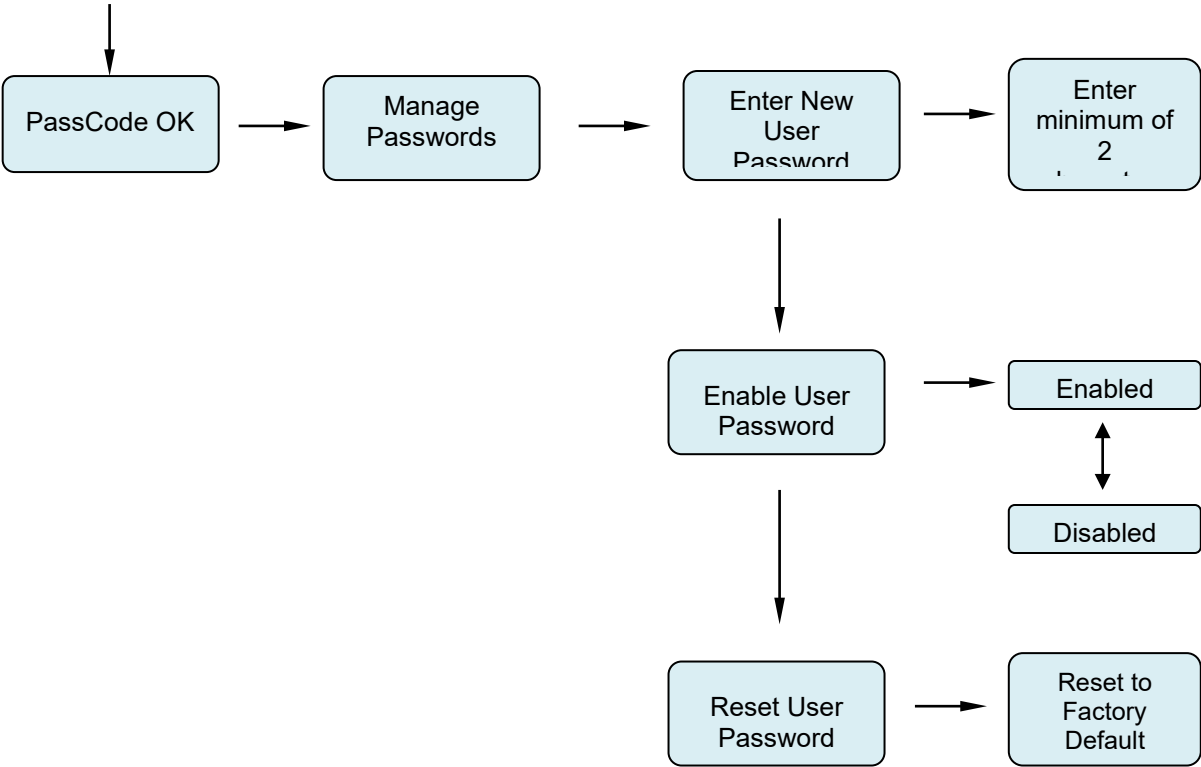 PassCode OK
Manage
Passwords
Enter New
User
Password
Enter
minimum of
2
Enable User
Password
Enabled
Disabled
Reset User
Password
Reset to
Factory
Default